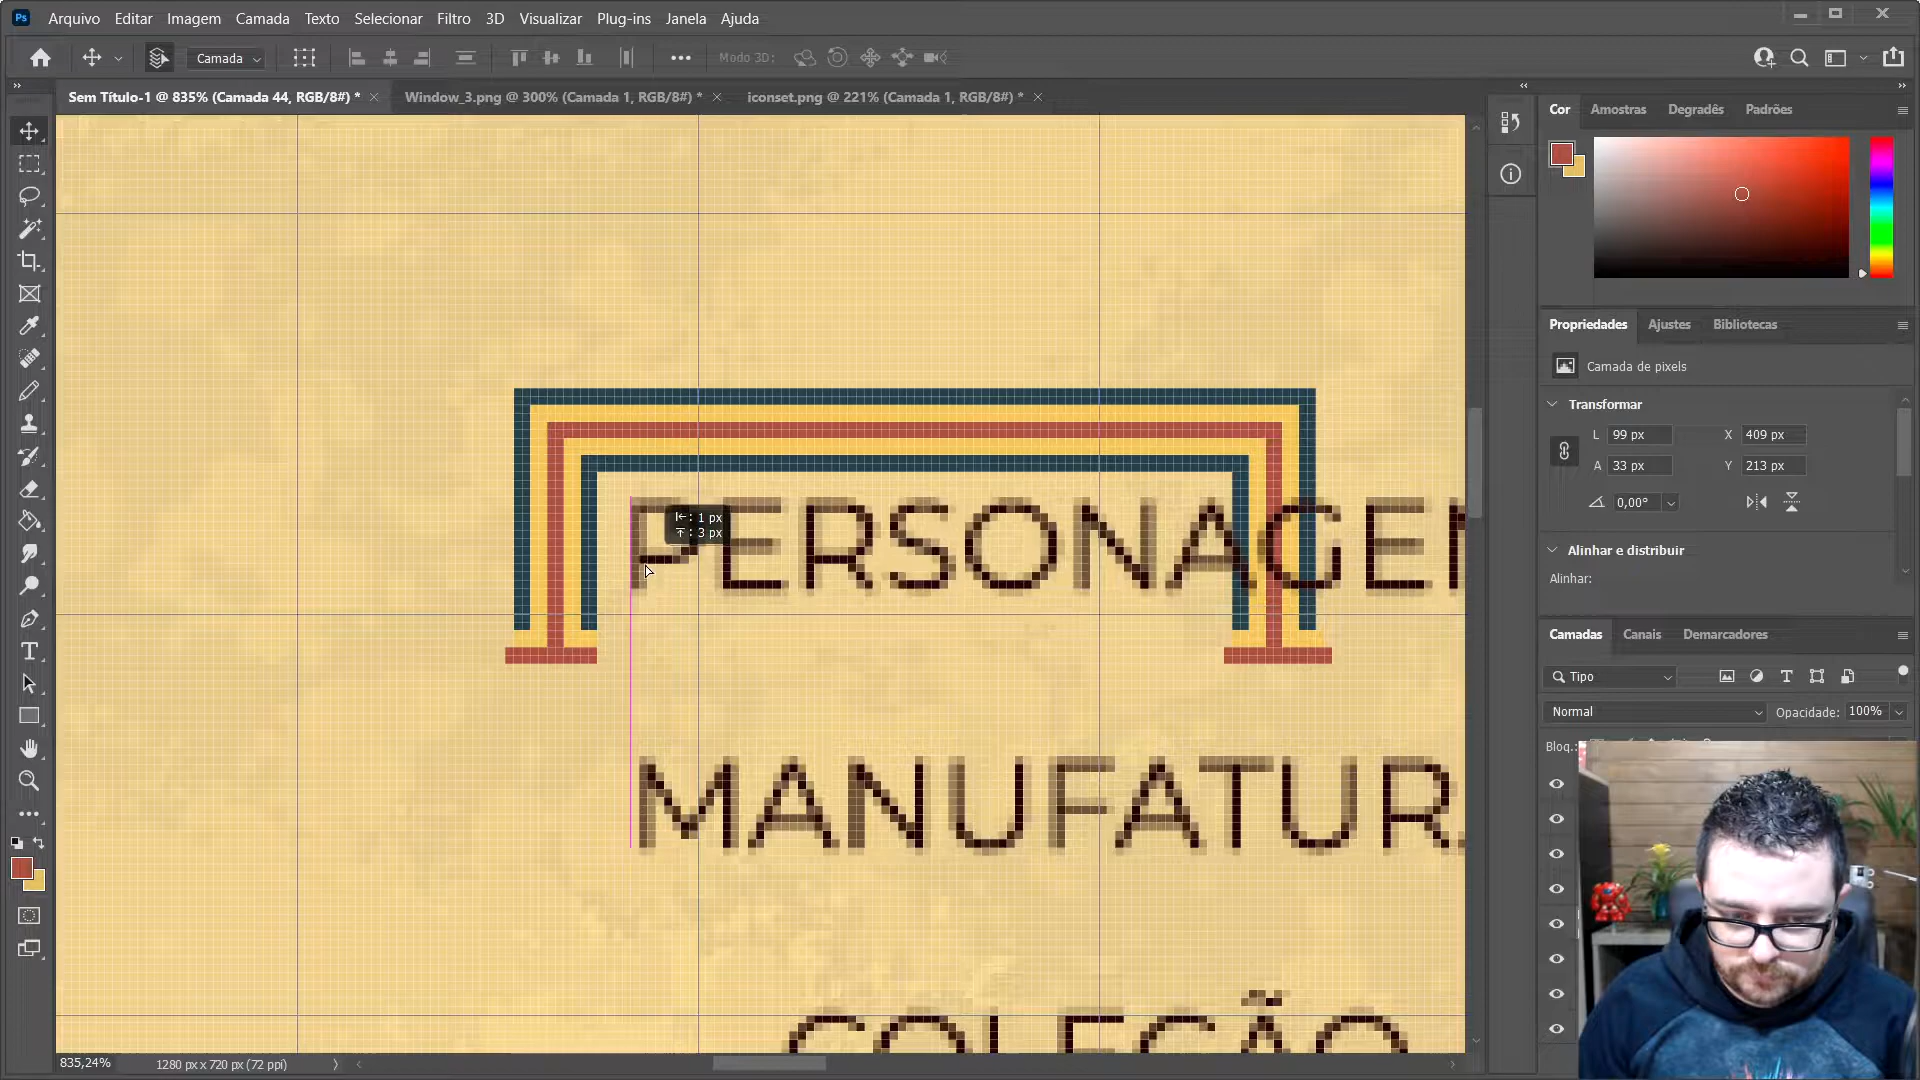 Ps Arquivo Editar Imagem Camada Texto Selecionar Filtro 3D Visualizar Plug-ins Janela Ajuda
Camada Modo 3D:
Sem Título-1 @ 835% (Camada 44, RGB/8#) * Window_3.png @ 300% (Camada 1, RGB/8#) * iconset.png @ 221% (Camada 1, RGB/8#) *
Cor Amostras Degradês Padrões
Propriedades Ajustes Bibliotecas
Camada de pixels
Transformar
L 99 px X 409 px
A 33 px Y 213 px
0,00°
Alinhar e distribuir
Alinhar:
: 1 px
: 3 px
PERSONAGEM
MANUFATURA
COLEÇÃO
Camadas Canais Demarcadores
Tipo
Normal Opacidade: 100%
Bloq.:
835,24% 1280 px x 720 px (72 ppi)